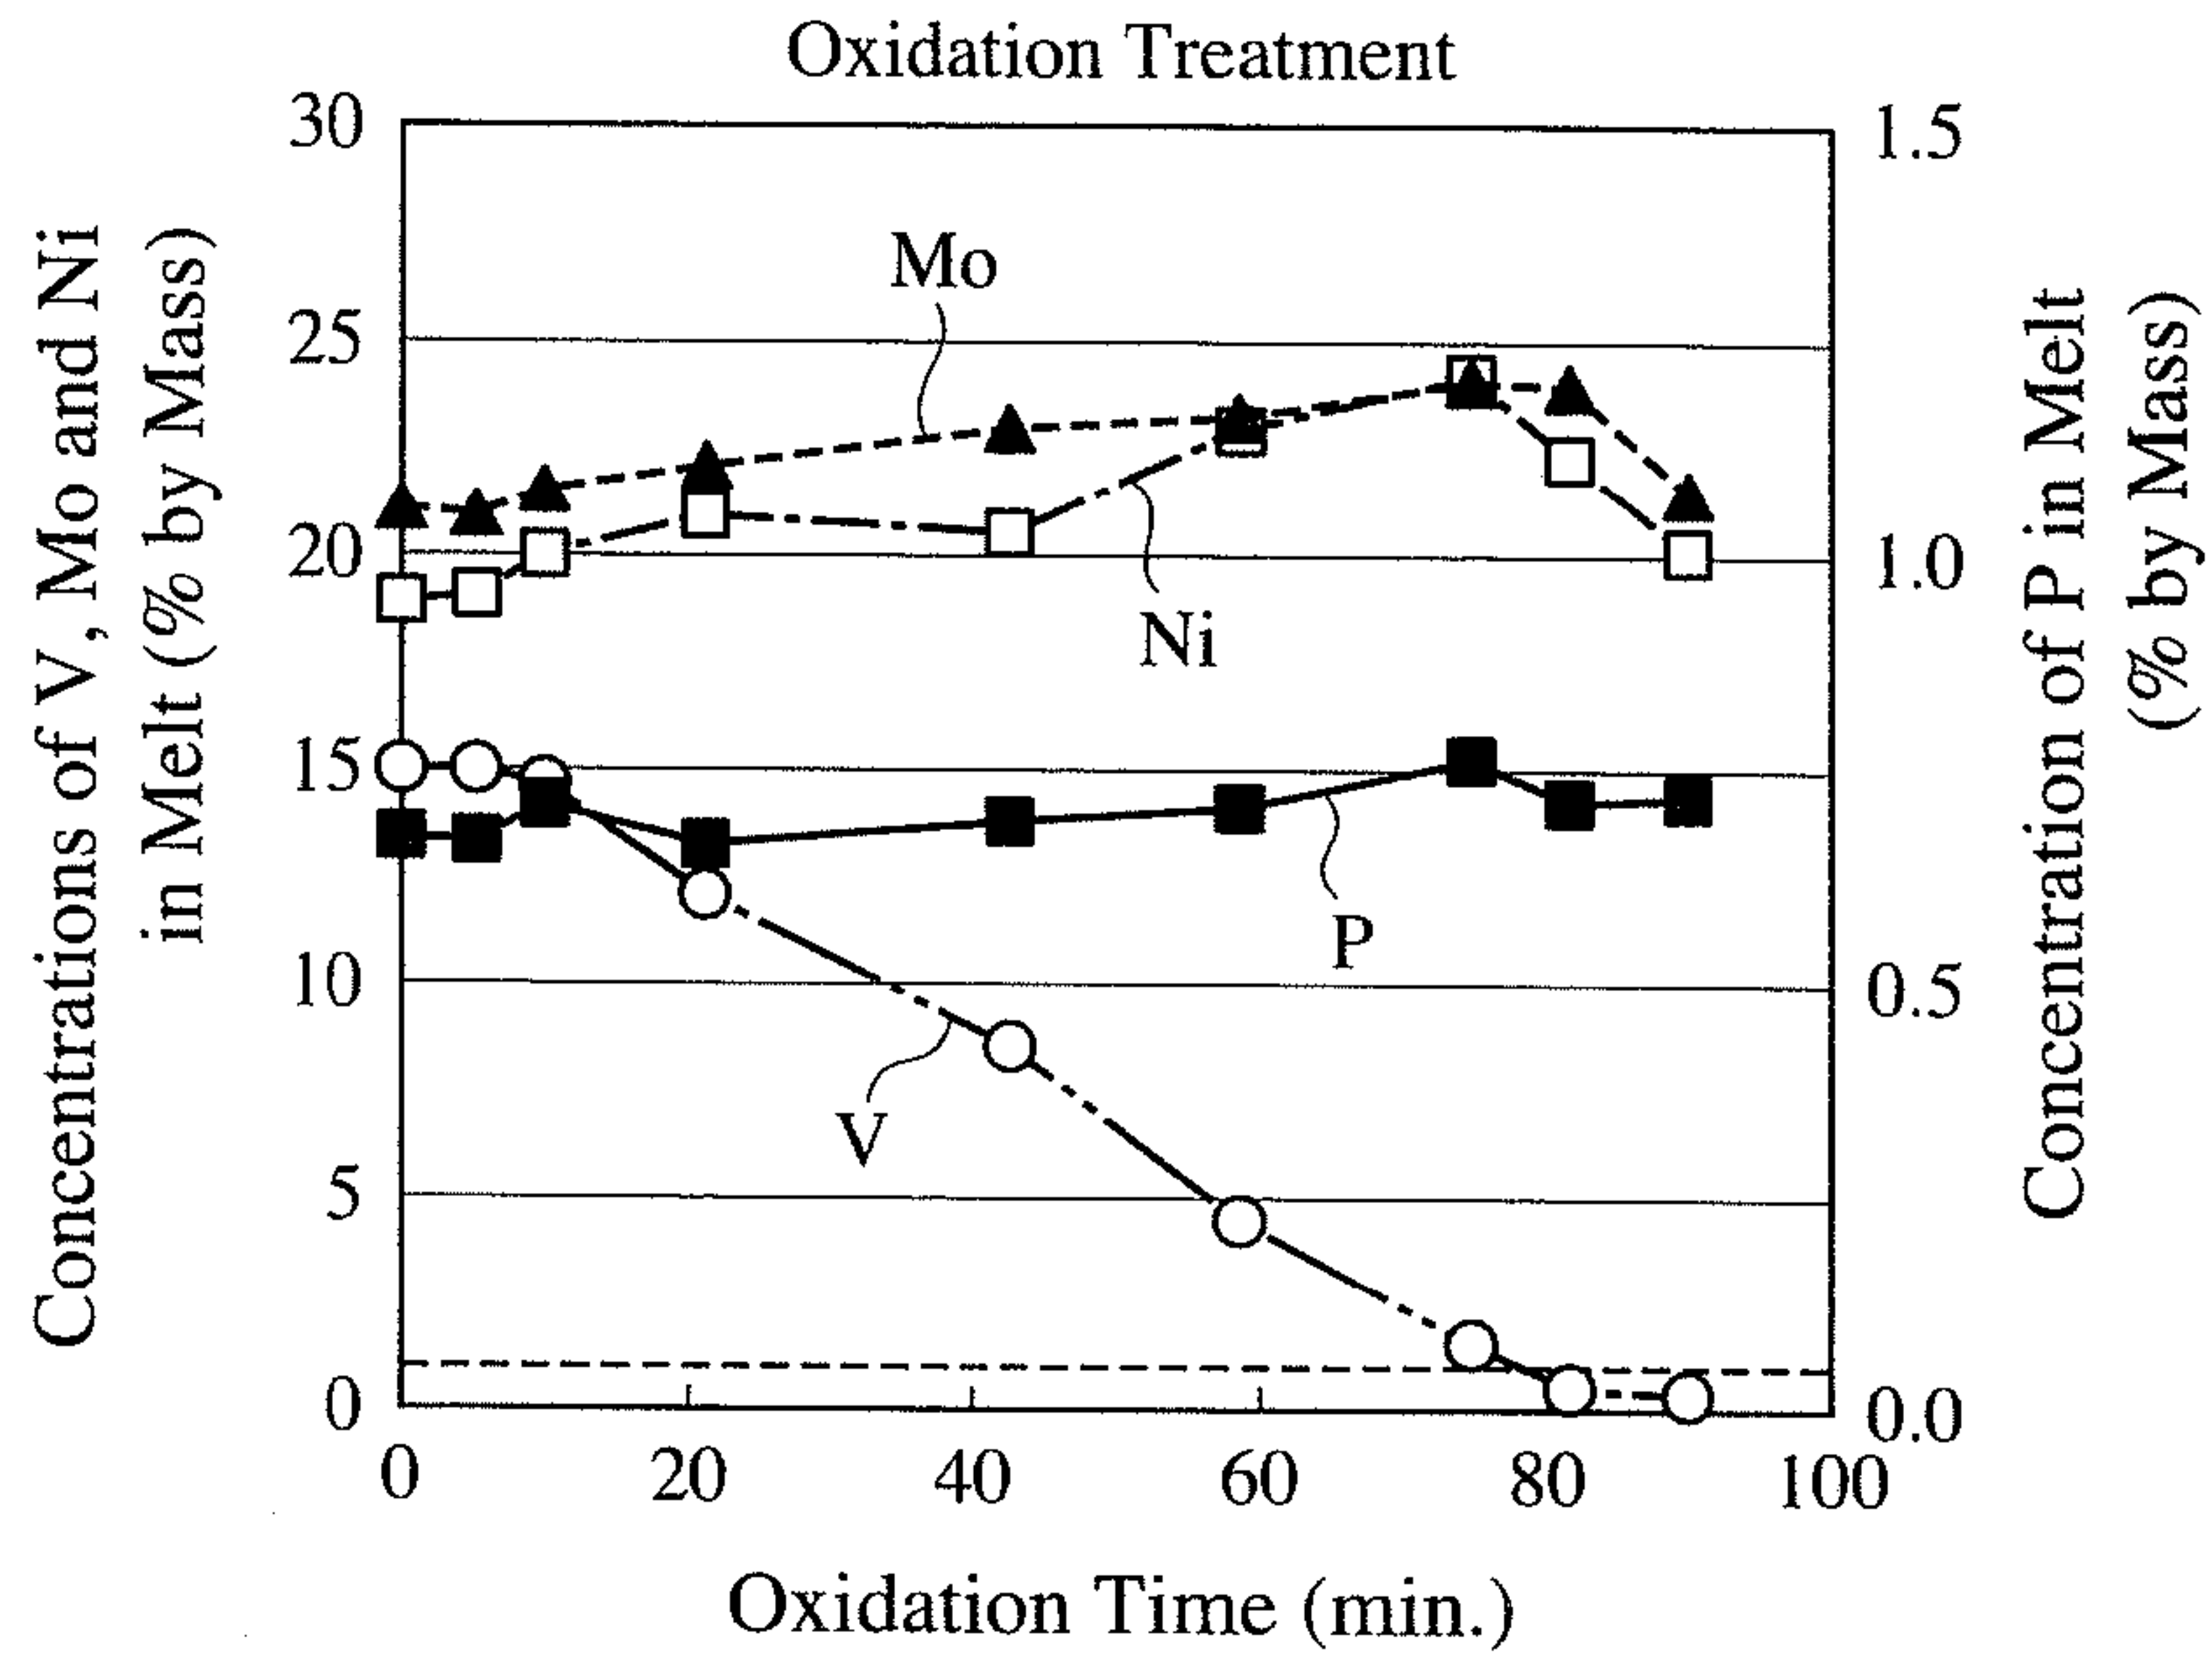 Oxidation Treatment
Concentrations of V, Mo and Ni
in Melt (% by Mass)
30
25
20
15
10
5
0
1.5
1.0
0.5
0.0
Concentration of P in Melt
(% by Mass)
Mo
Ni
P
V
0 20 40 60 80 100
Oxidation Time (min.)